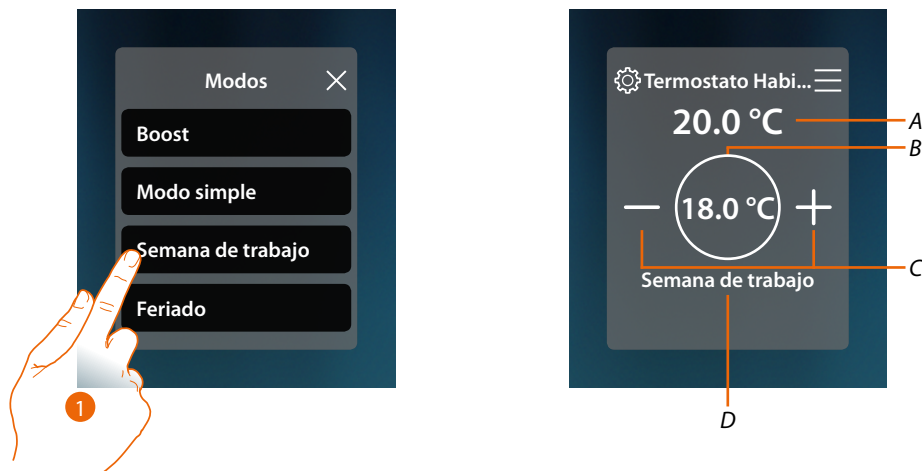 Modos
Boost
Modo simple
Semana de trabajo
Feriado
1
Termostato Habi...
20.0 °C
A
B
18.0 °C
C
Semana de trabajo
D